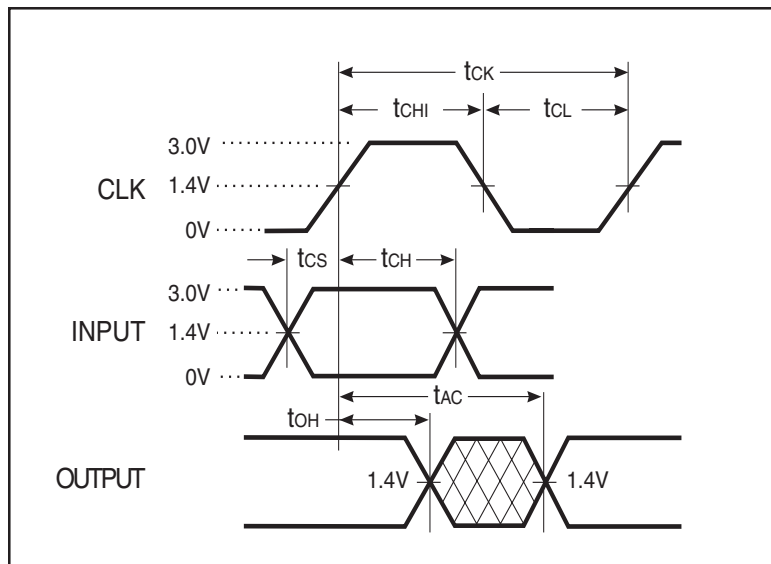 tCK
tCHI tCL
3.0V
CLK 1.4V
0V
tCS tCH
3.0V
INPUT 1.4V
0V
tAC
tOH
OUTPUT 1.4V 1.4V